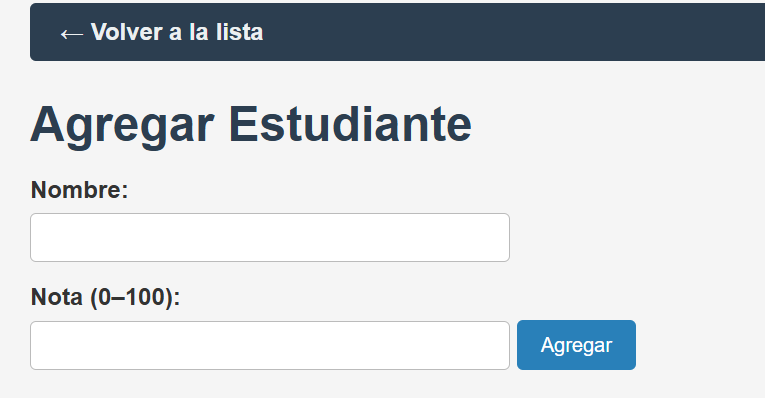 ← Volver a la lista
Agregar Estudiante
Nombre:
Nota (0–100):
Agregar